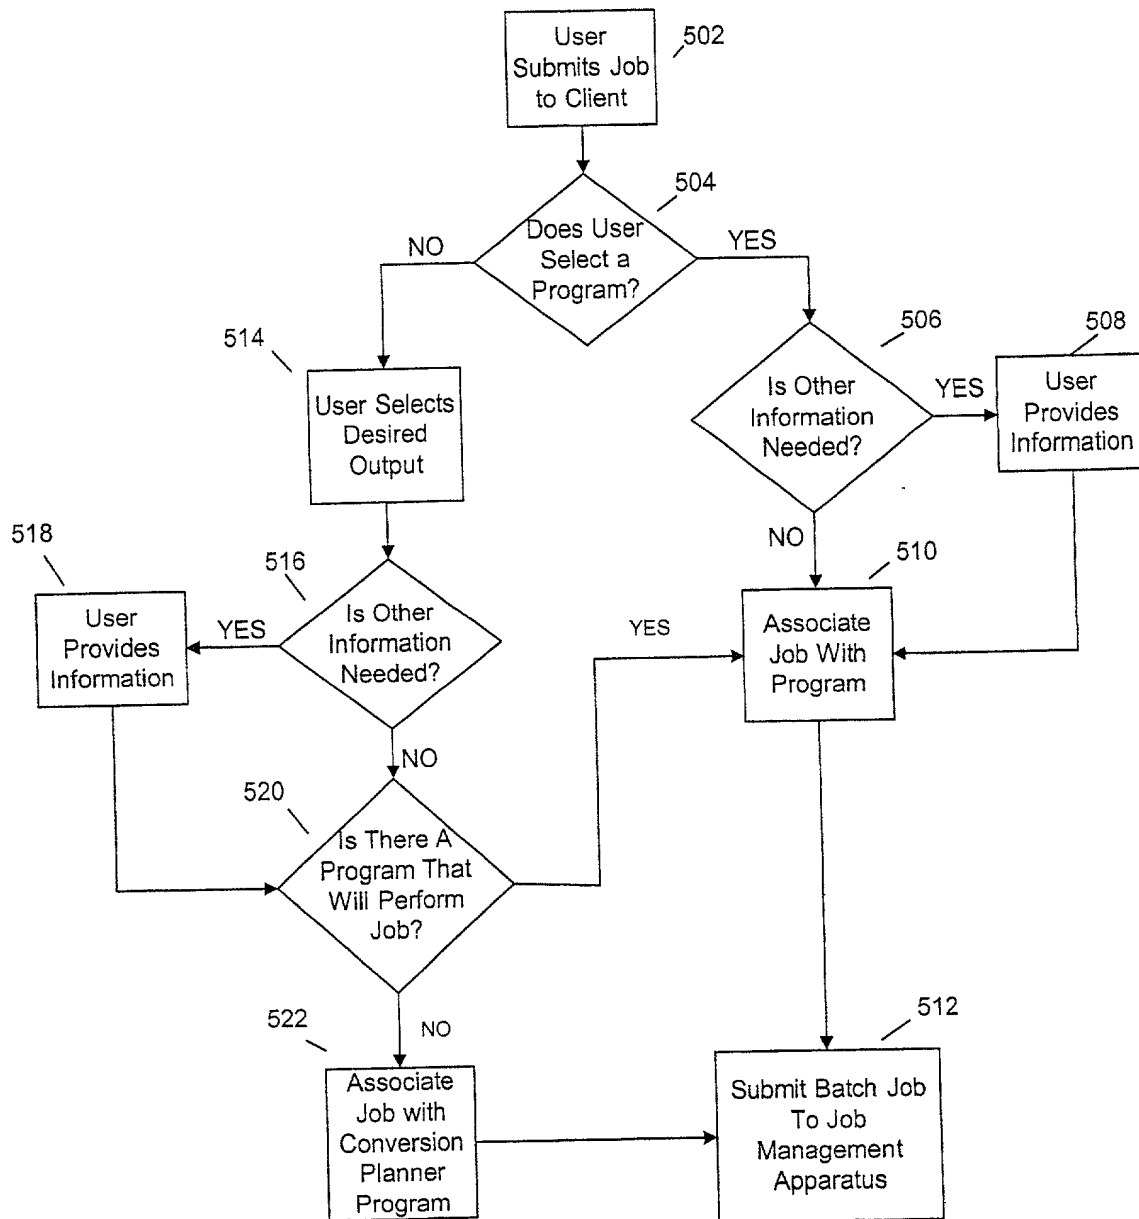 User
Submits Job
to Client
502
504
Does User
Select a
Program?
NO
YES
514
User Selects
Desired
Output
506
Is Other
Information
Needed?
YES
508
User
Provides
Information
NO
510
Associate
Job With
Program
518
User
Provides
Information
516
Is Other
Information
Needed?
YES
NO
YES
520
Is There A
Program That
Will Perform
Job?
NO
522
Associate
Job with
Conversion
Planner
Program
512
Submit Batch Job
To Job
Management
Apparatus